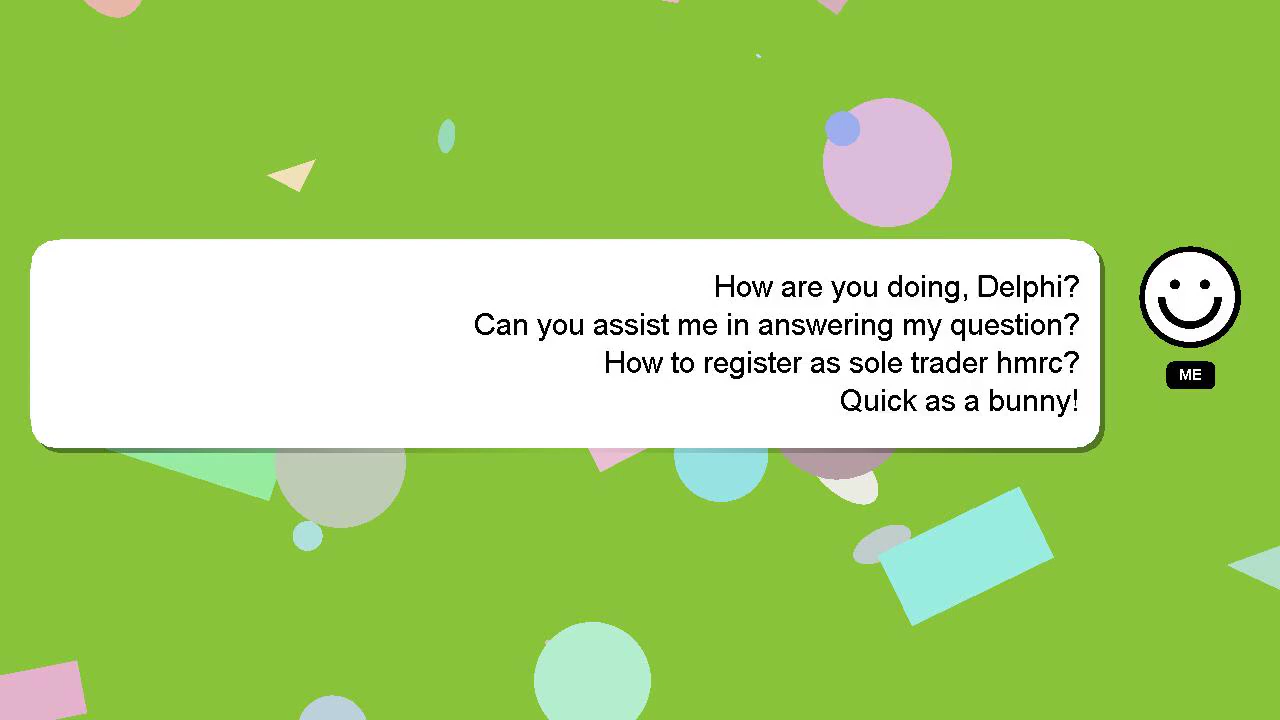 How are you doing, Delphi?
Can you assist me in answering my question?
How to register as sole trader hmrc?
Quick as a bunny!
ME